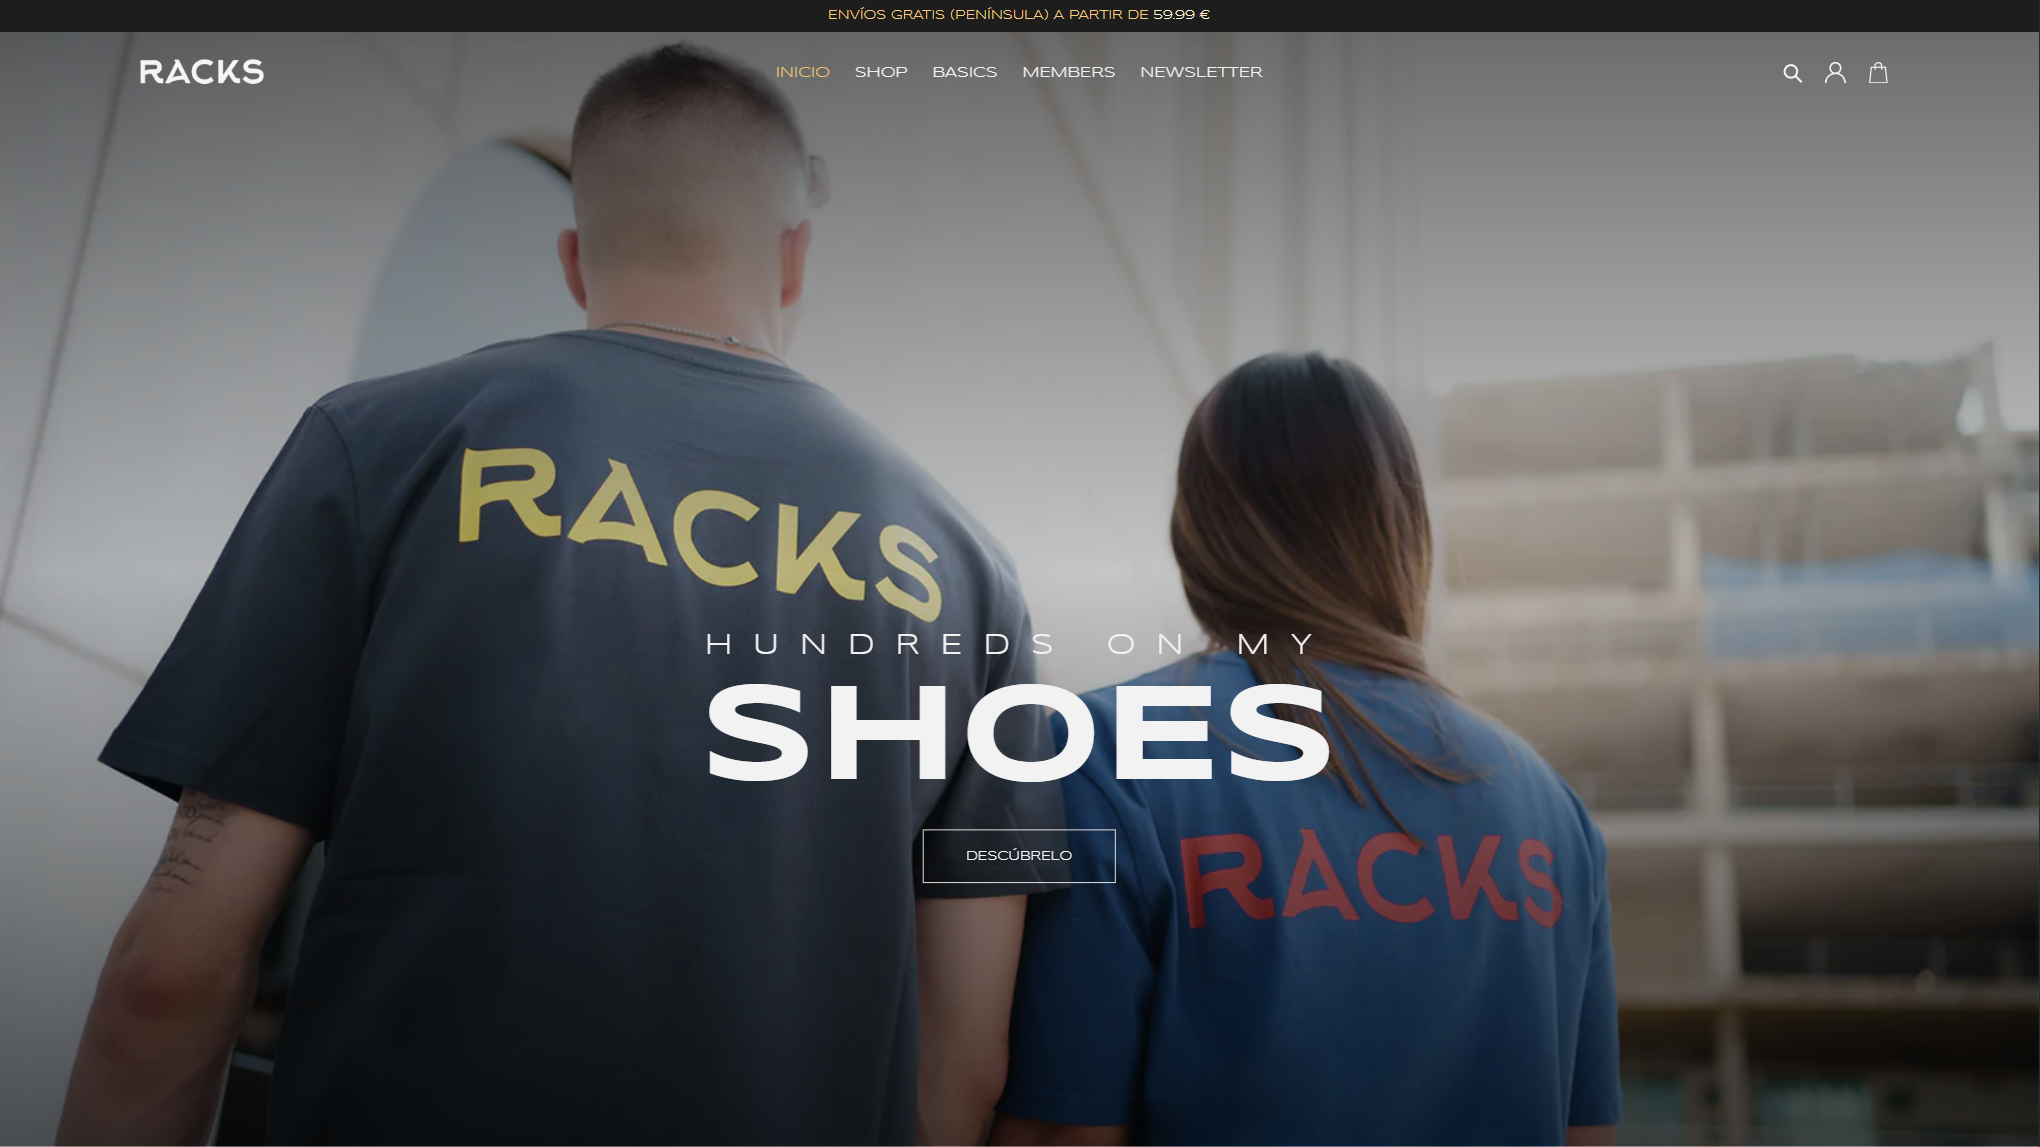 ENVÍOS GRATIS (PENÍNSULA) A PARTIR DE 59.99 €
RACKS
INICIO SHOP BASICS MEMBERS NEWSLETTER
RACKS
HUNDREDS ON MY
SHOES
DESCÚBRELO
RACKS